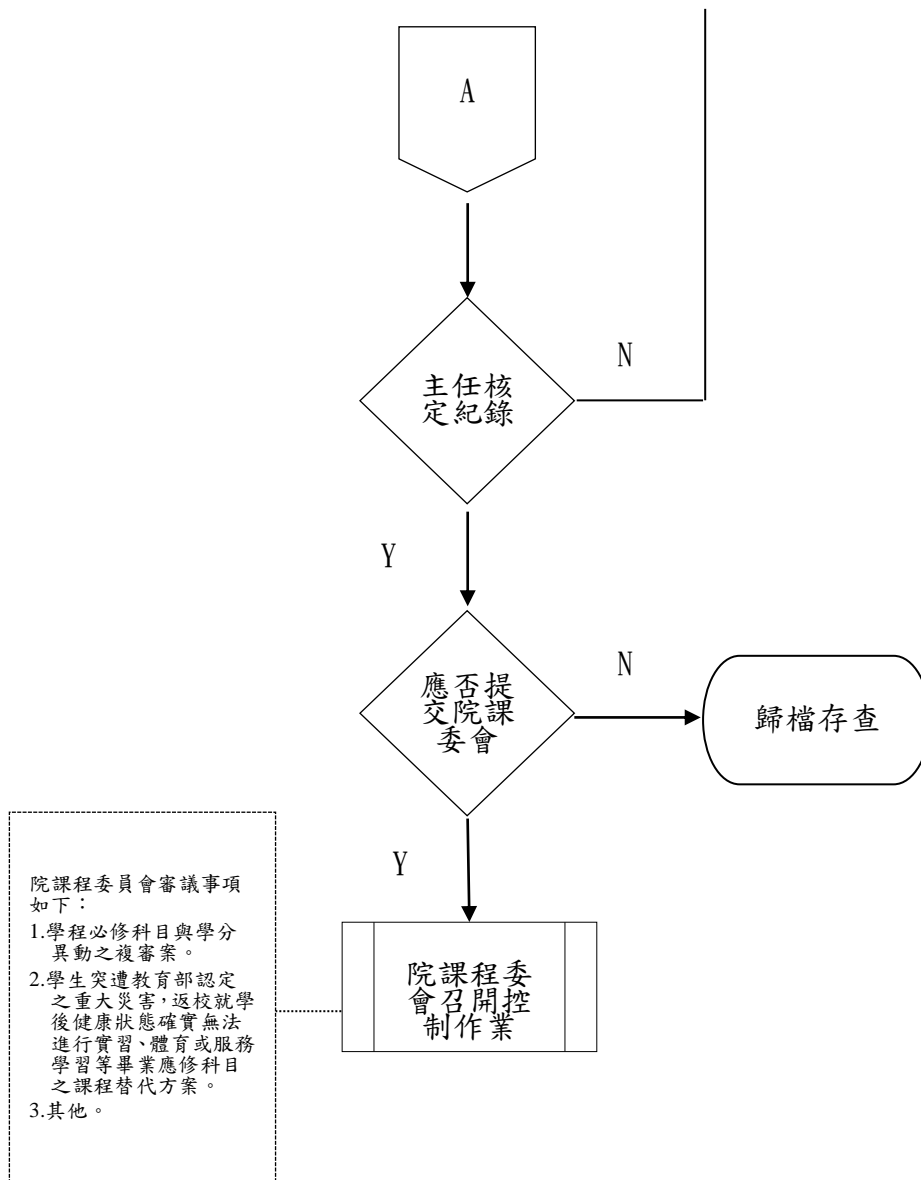 A
主任核
定紀錄
N
Y
應否提
交院課
委會
N
歸檔存查
Y
院課程委
會召開控
制作業
院課程委員會審議事項
如下：
1.學程必修科目與學分
異動之複審案。
2.學生突遭教育部認定
之重大災害，返校就學
後健康狀態確實無法
進行實習、體育或服務
學習等畢業應修科目
之課程替代方案。
3.其他。